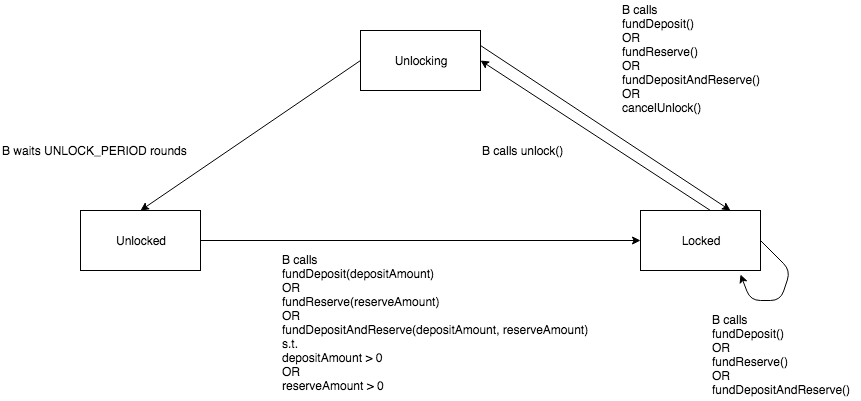 B calls
fundDeposit()
OR
fundReserve()
OR
fundDepositAndReserve()
OR
cancelUnlock()
Unlocking
B waits UNLOCK_PERIOD rounds
B calls unlock()
Unlocked
Locked
B calls
fundDeposit(depositAmount)
OR
fundReserve(reserveAmount)
OR
fundDepositAndReserve(depositAmount, reserveAmount)
s.t.
depositAmount > 0
OR
reserveAmount > 0
B calls
fundDeposit()
OR
fundReserve()
OR
fundDepositAndReserve()